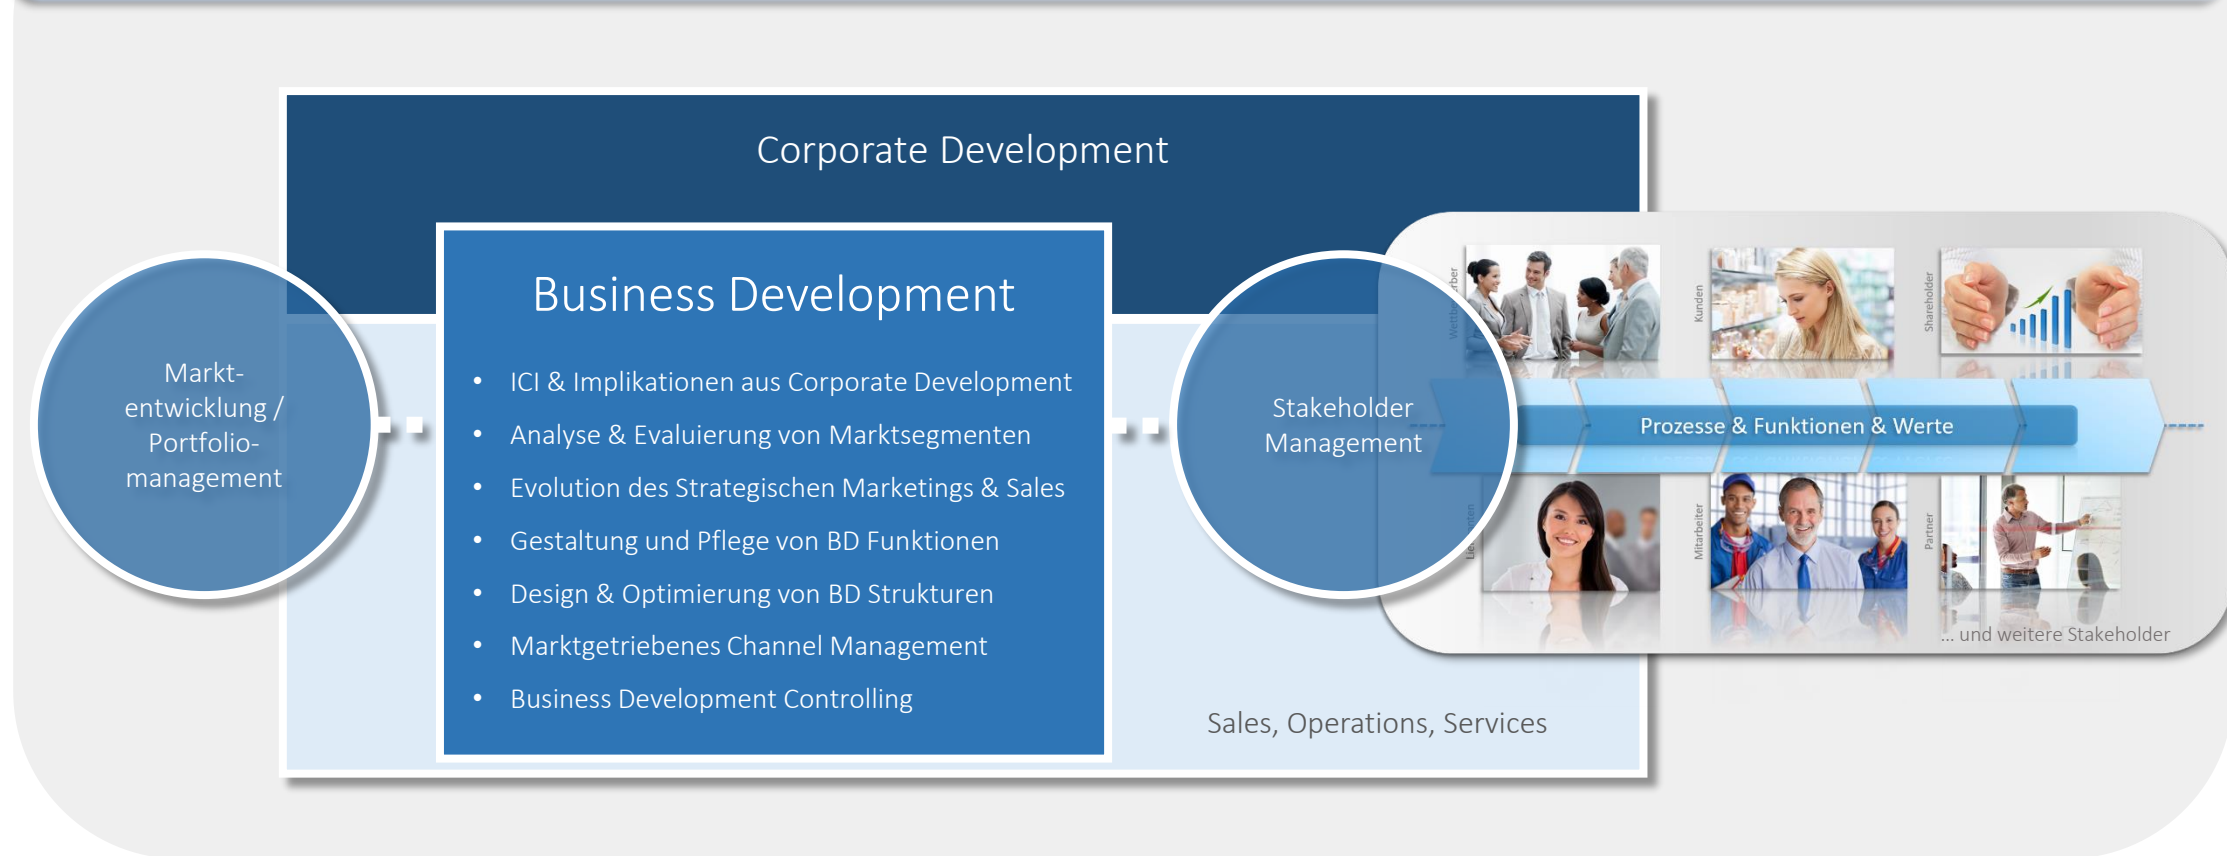 Corporate Development
Business Development
• ICI & Implikationen aus Corporate Development
• Analyse & Evaluierung von Marktsegmenten
• Evolution des Strategischen Marketings & Sales
• Gestaltung und Pflege von BD Funktionen
• Design & Optimierung von BD Strukturen
• Marktgetriebenes Channel Management
• Business Development Controlling
Markt-
entwicklung /
Portfolio-
management
Stakeholder
Management
Kunden
Shareholder
Prozesse & Funktionen & Werte
Mitarbeiter
Partner
... und weitere Stakeholder
Sales, Operations, Services